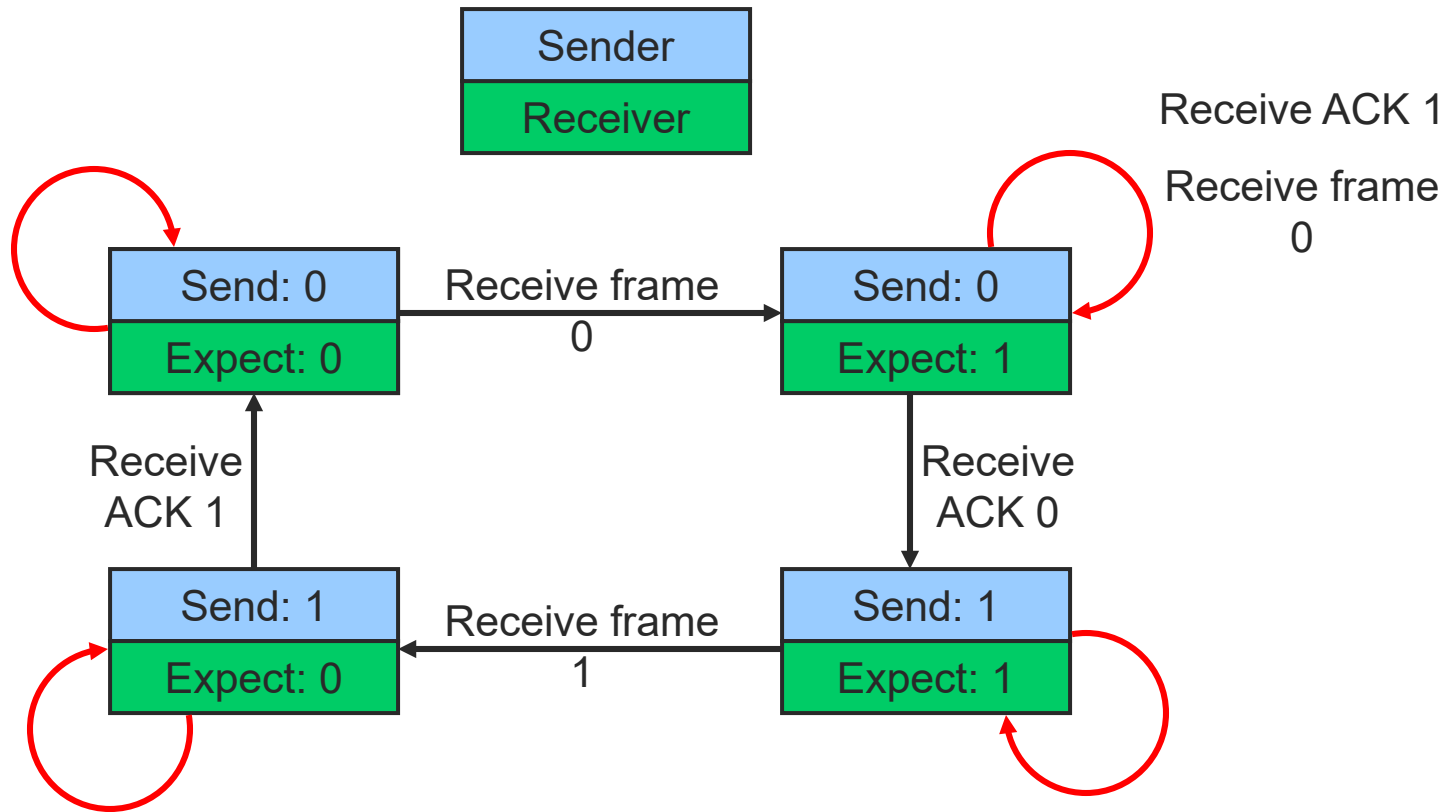 Sender
Receiver
Receive ACK 1
Receive frame
0
Send: 0
Expect: 0
Receive frame
0
Send: 0
Expect: 1
Receive
ACK 1
Receive
ACK 0
Send: 1
Expect: 0
Receive frame
1
Send: 1
Expect: 1